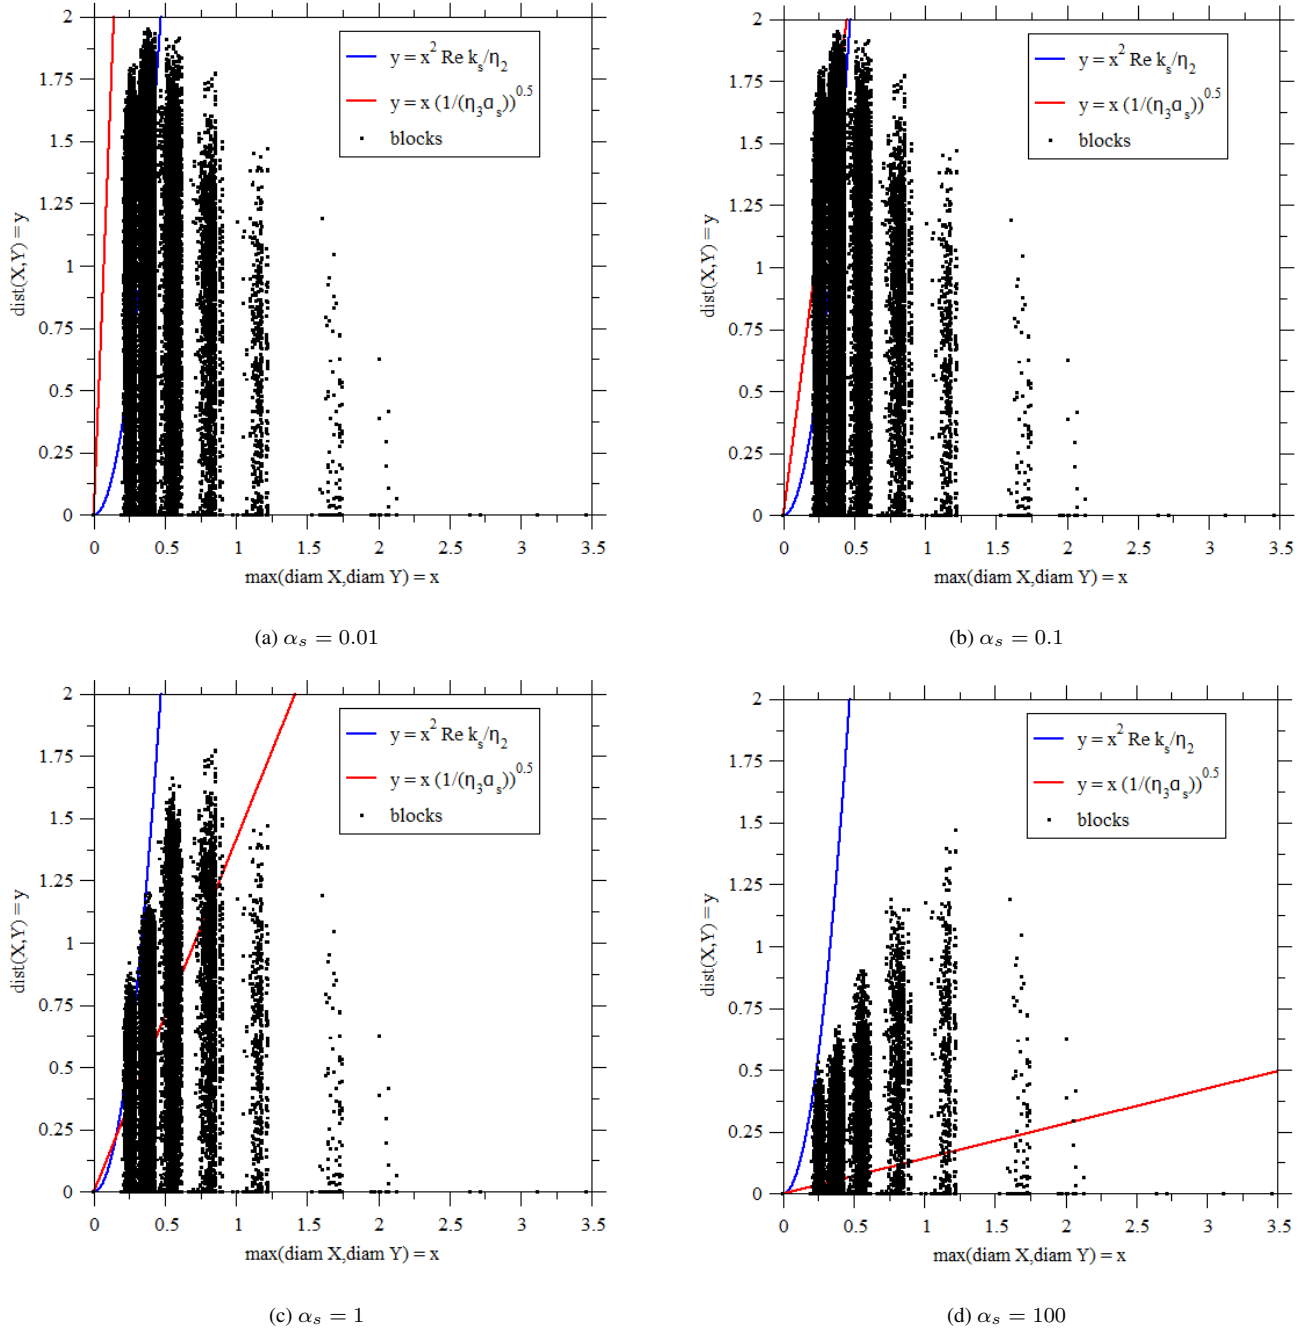 2
1.75
1.5
1.25
1
0.75
0.5
0.25
0
dist(X,Y) = y
0 0.5 1 1.5 2 2.5 3 3.5
max(diam X,diam Y) = x
y = x² Re kₛ/η₂
y = x (1/(η₃αₛ))^0.5
blocks
(a) αₛ = 0.01
2
1.75
1.5
1.25
1
0.75
0.5
0.25
0
dist(X,Y) = y
0 0.5 1 1.5 2 2.5 3 3.5
max(diam X,diam Y) = x
y = x² Re kₛ/η₂
y = x (1/(η₃αₛ))^0.5
blocks
(b) αₛ = 0.1
2
1.75
1.5
1.25
1
0.75
0.5
0.25
0
dist(X,Y) = y
0 0.5 1 1.5 2 2.5 3 3.5
max(diam X,diam Y) = x
y = x² Re kₛ/η₂
y = x (1/(η₃αₛ))^0.5
blocks
(c) αₛ = 1
2
1.75
1.5
1.25
1
0.75
0.5
0.25
0
dist(X,Y) = y
0 0.5 1 1.5 2 2.5 3 3.5
max(diam X,diam Y) = x
y = x² Re kₛ/η₂
y = x (1/(η₃αₛ))^0.5
blocks
(d) αₛ = 100